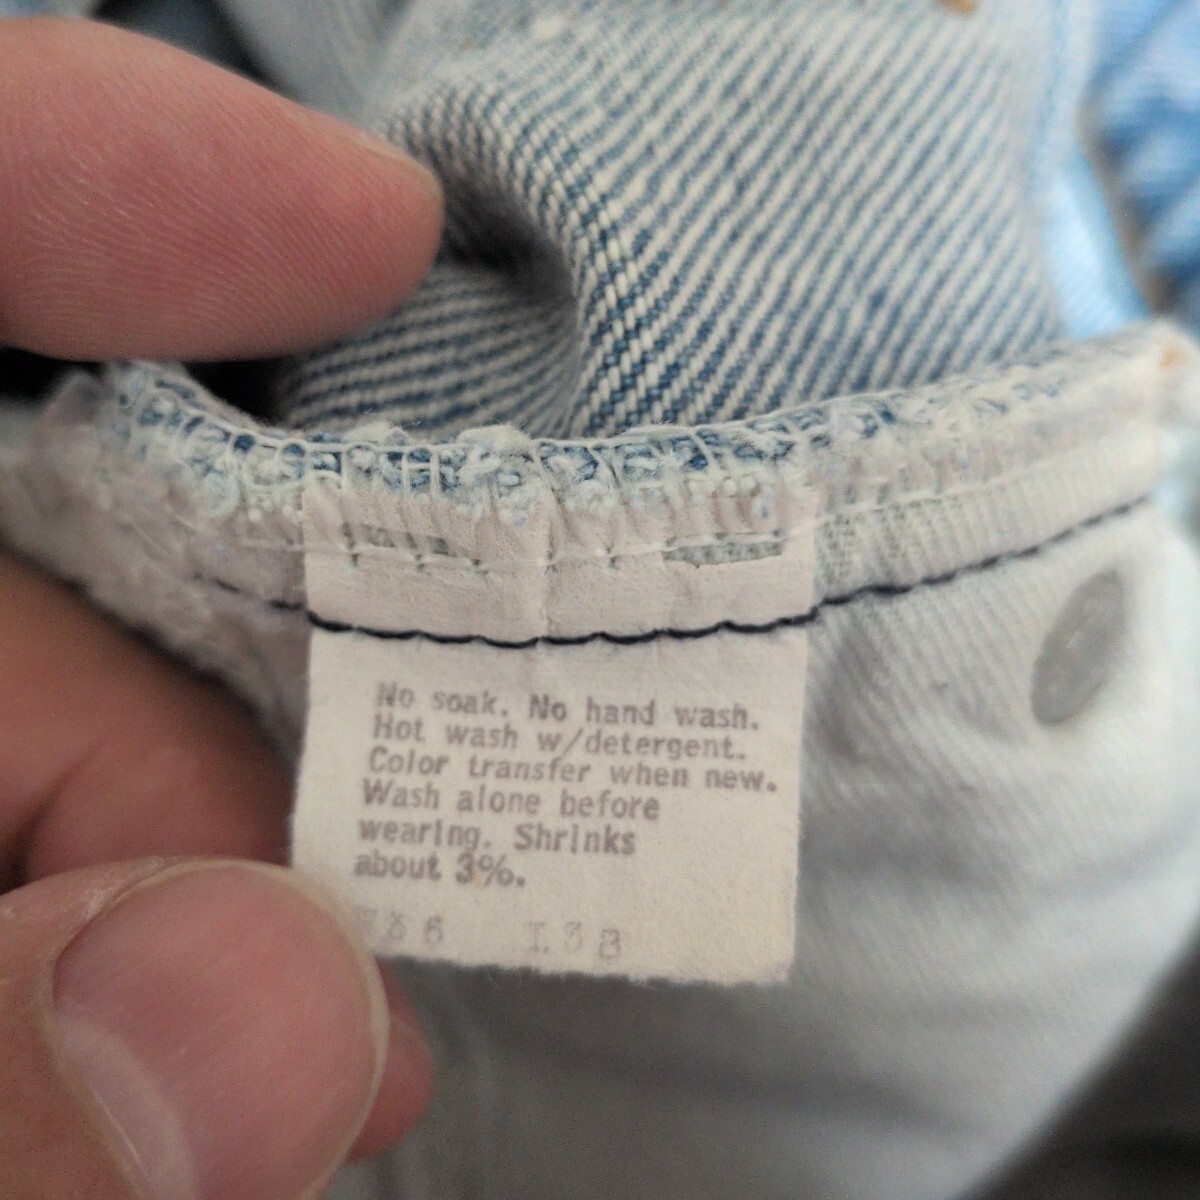 No soak. No hand wash.
Hot wash w/detergent.
Color transfer when new.
Wash alone before
wearing. Shrinks
about 3%.